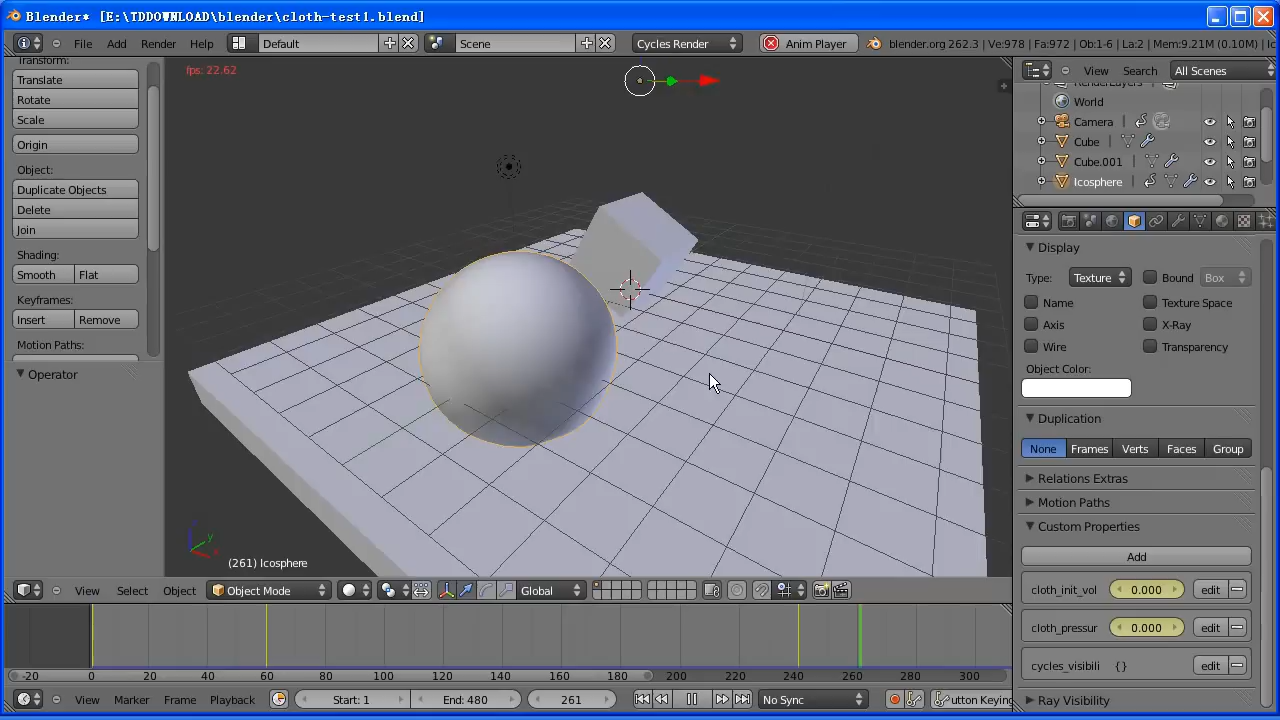 Blender* [E:\TDDOWNLOAD\blender\cloth-test1.blend]
File Add Render Help Default Scene Cycles Render Anim Player blender.org 262.3 | Ve:978 | Fa:972 | Ob:1-6 | La:2 | Mem:9.21M (0.10M) |
Transform:
Translate
Rotate
Scale
Origin
Object:
Duplicate Objects
Delete
Join
Shading:
Smooth Flat
Keyframes:
Insert Remove
Motion Paths:
Operator
fps: 22.62
z
y
x
(261) Icosphere
View Select Object Object Mode Global
View Search All Scenes
RenderLayers
World
Camera
Cube
Cube.001
Icosphere
Display
Type: Texture Bound Box
Name Texture Space
Axis X-Ray
Wire Transparency
Object Color:
Duplication
None Frames Verts Faces Group
Relations Extras
Motion Paths
Custom Properties
Add
cloth_init_vol 0.000 edit
cloth_pressur 0.000 edit
cycles_visibili {} edit
Ray Visibility
-20 0 20 40 60 80 100 120 140 160 180 200 220 240 260 280 300
View Marker Frame Playback Start: 1 End: 480 261 No Sync utton Keying